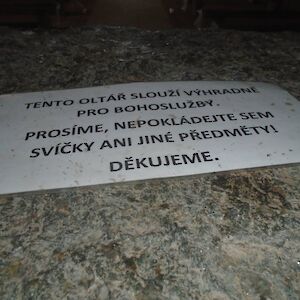 TENTO OLTÁŘ SLOUŽÍ VÝHRADNĚ
PRO BOHOSLUŽBY.
PROSÍME, NEPOKLÁDEJTE SEM
SVÍČKY ANI JINÉ PŘEDMĚTY!
DĚKUJEME.